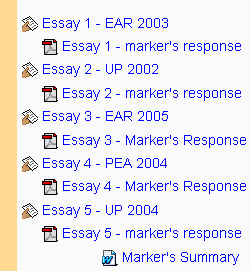 Essay 1 - EAR 2003
Essay 1 - marker's response
Essay 2 - UP 2002
Essay 2 - marker's response
Essay 3 - EAR 2005
Essay 3 - Marker's Response
Essay 4 - PEA 2004
Essay 4 - Marker's Response
Essay 5 - UP 2004
Essay 5 - marker's response
Marker's Summary